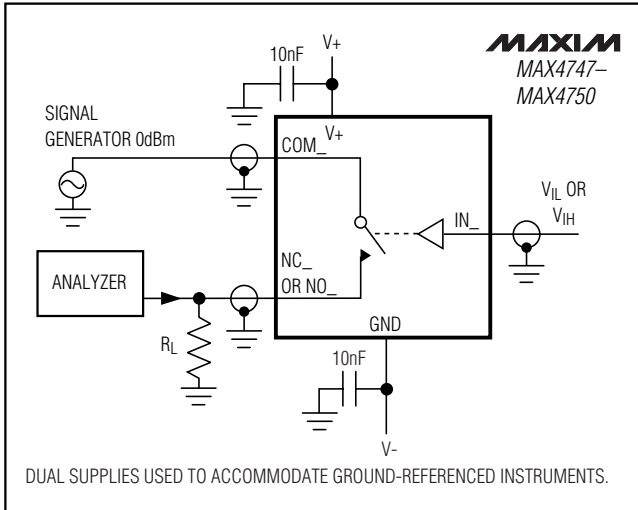 MAXIM
MAX4747–
MAX4750
V+
10nF
V+
SIGNAL
GENERATOR 0dBm
COM_
V_IL OR
V_IH
IN_
ANALYZER
NC_
OR NO_
R_L
GND
10nF
V-
DUAL SUPPLIES USED TO ACCOMMODATE GROUND-REFERENCED INSTRUMENTS.